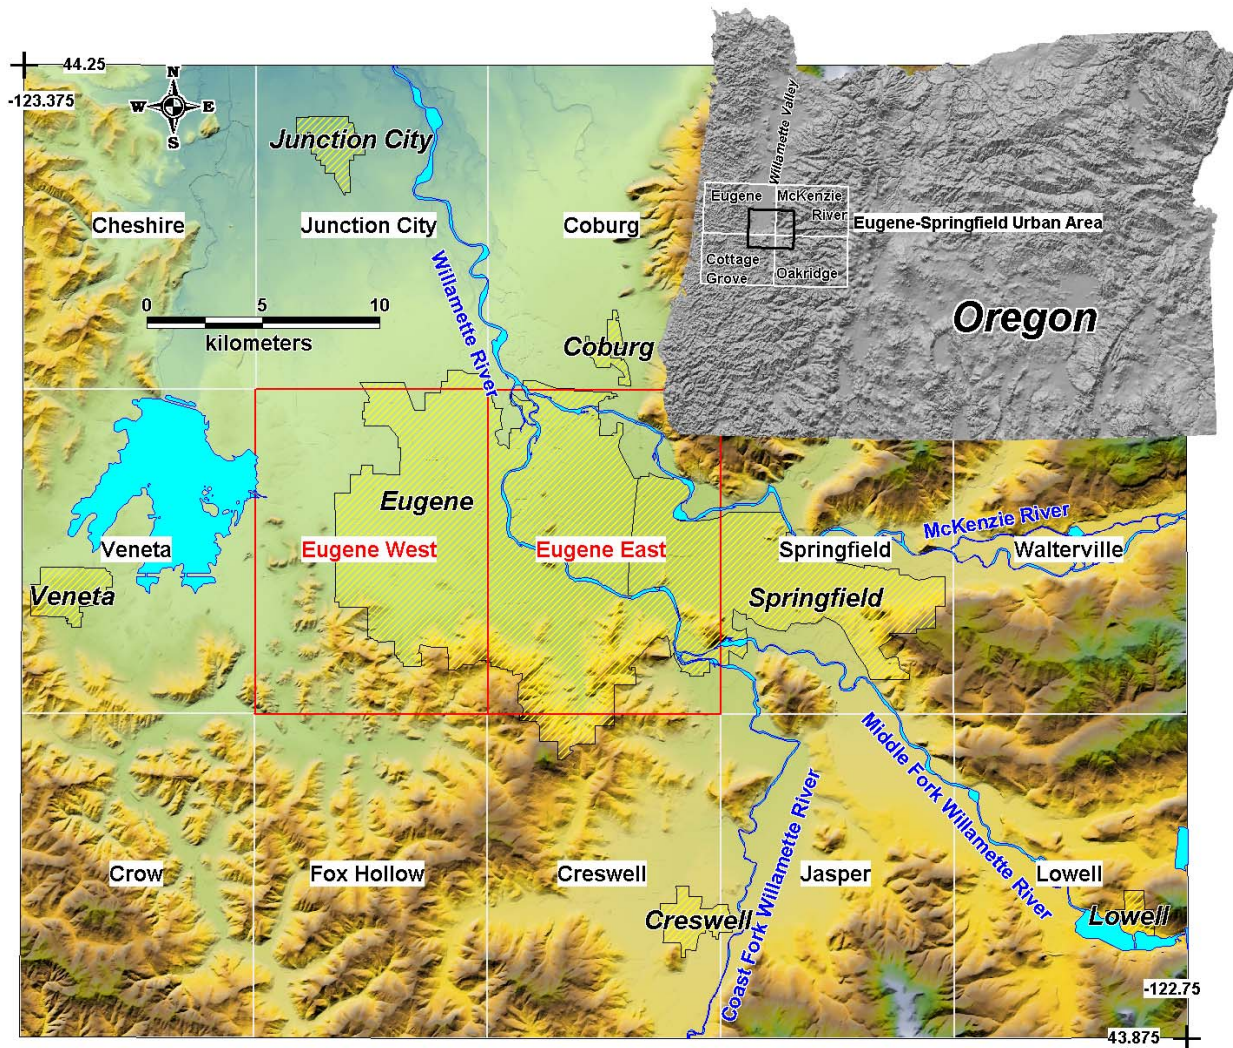 44.25
-123.375
N
W E
S
Junction City
Cheshire
Junction City
Coburg
0 5 10
kilometers
Willamette River
Coburg
Willamette Valley
Eugene
McKenzie
River
Eugene-Springfield Urban Area
Cottage
Grove
Oakridge
Oregon
Eugene
McKenzie River
Veneta
Eugene West
Eugene East
Springfield
Walterville
Veneta
Springfield
Middle Fork Willamette River
Coast Fork Willamette River
Crow
Fox Hollow
Creswell
Jasper
Lowell
Creswell
Lowell
-122.75
43.875